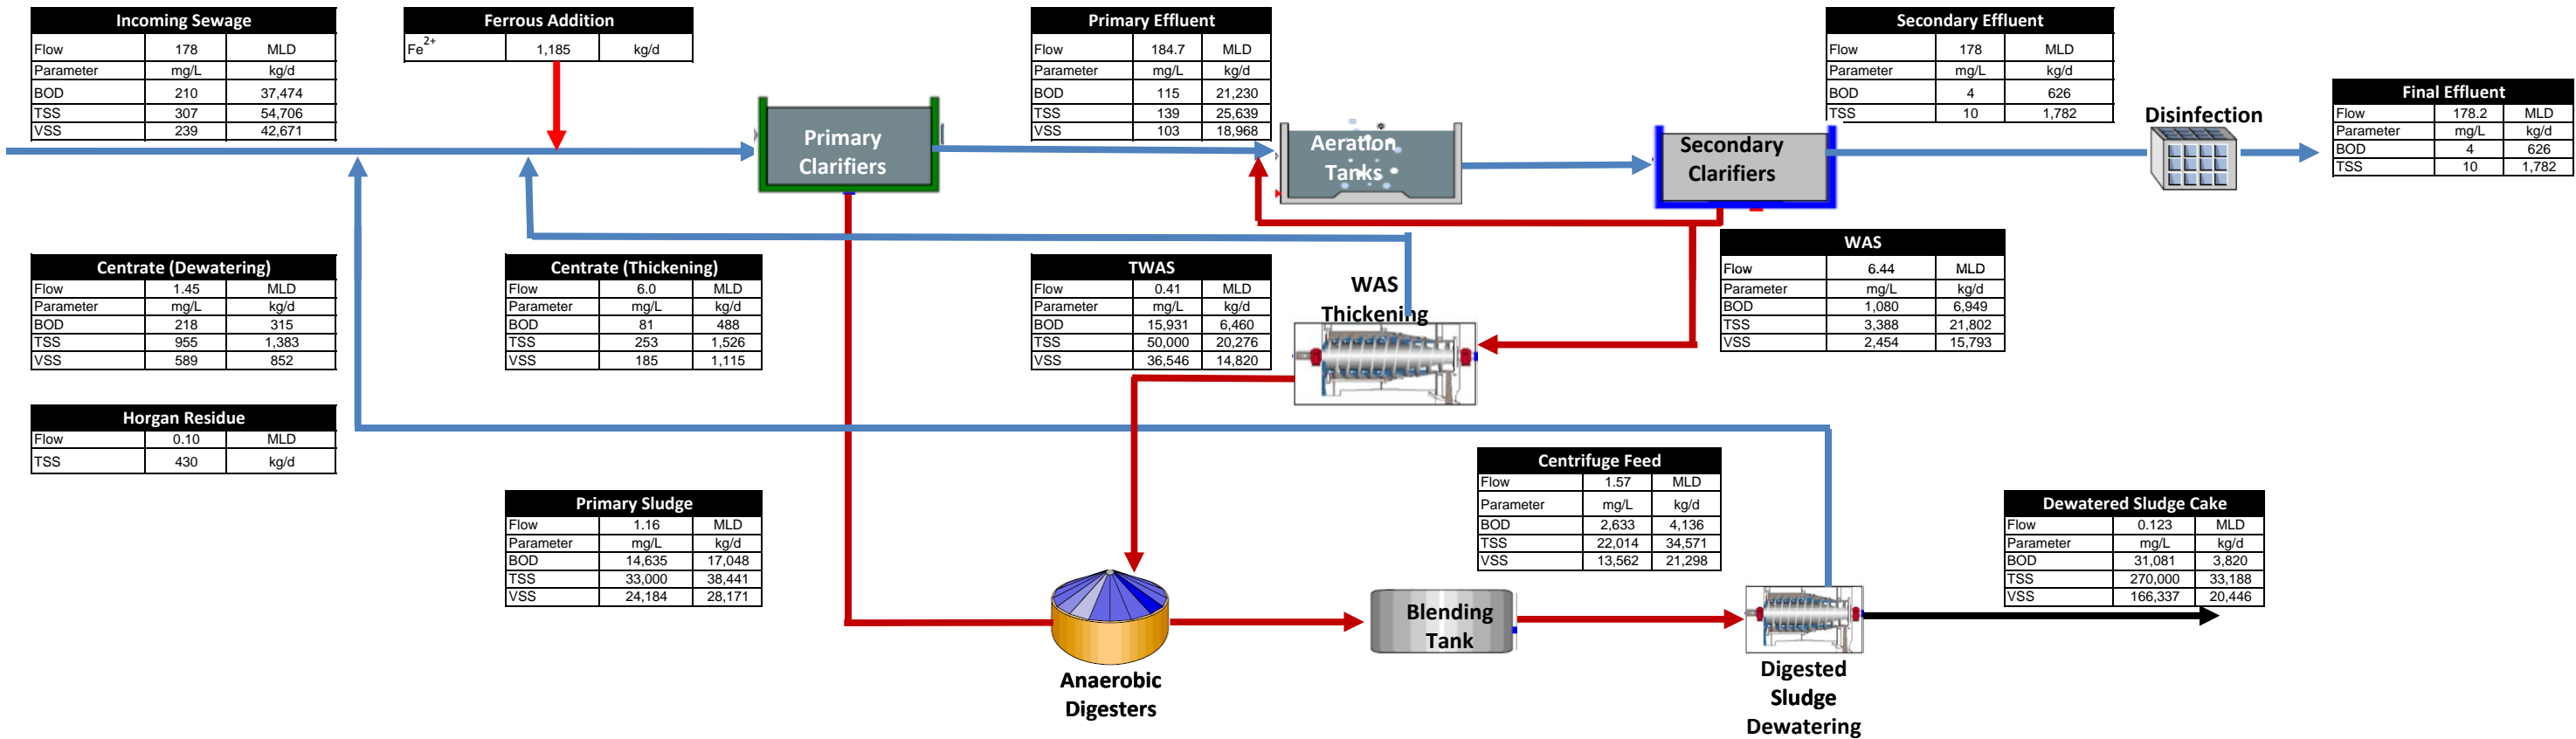 Incoming Sewage
Flow 178 MLD
Parameter mg/L kg/d
BOD 210 37,474
TSS 307 54,706
VSS 239 42,671
Ferrous Addition
Fe2+ 1,185 kg/d
Primary Effluent
Flow 184.7 MLD
Parameter mg/L kg/d
BOD 115 21,230
TSS 139 25,639
VSS 103 18,968
Secondary Effluent
Flow 178 MLD
Parameter mg/L kg/d
BOD 4 626
TSS 10 1,782
Final Effluent
Flow 178.2 MLD
Parameter mg/L kg/d
BOD 4 626
TSS 10 1,782
Primary
Clarifiers
Aeration
Tanks
Secondary
Clarifiers
Disinfection
Centrate (Dewatering)
Flow 1.45 MLD
Parameter mg/L kg/d
BOD 218 315
TSS 955 1,383
VSS 589 852
Centrate (Thickening)
Flow 6.0 MLD
Parameter mg/L kg/d
BOD 81 488
TSS 253 1,526
VSS 185 1,115
TWAS
Flow 0.41 MLD
Parameter mg/L kg/d
BOD 15,931 6,460
TSS 50,000 20,276
VSS 36,546 14,820
WAS
Thickening
WAS
Flow 6.44 MLD
Parameter mg/L kg/d
BOD 1,080 6,949
TSS 3,388 21,802
VSS 2,454 15,793
Horgan Residue
Flow 0.10 MLD
TSS 430 kg/d
Primary Sludge
Flow 1.16 MLD
Parameter mg/L kg/d
BOD 14,635 17,048
TSS 33,000 38,441
VSS 24,184 28,171
Centrifuge Feed
Flow 1.57 MLD
Parameter mg/L kg/d
BOD 2,633 4,136
TSS 22,014 34,571
VSS 13,562 21,298
Dewatered Sludge Cake
Flow 0.123 MLD
Parameter mg/L kg/d
BOD 31,081 3,820
TSS 270,000 33,188
VSS 166,337 20,446
Anaerobic
Digesters
Blending
Tank
Digested
Sludge
Dewatering